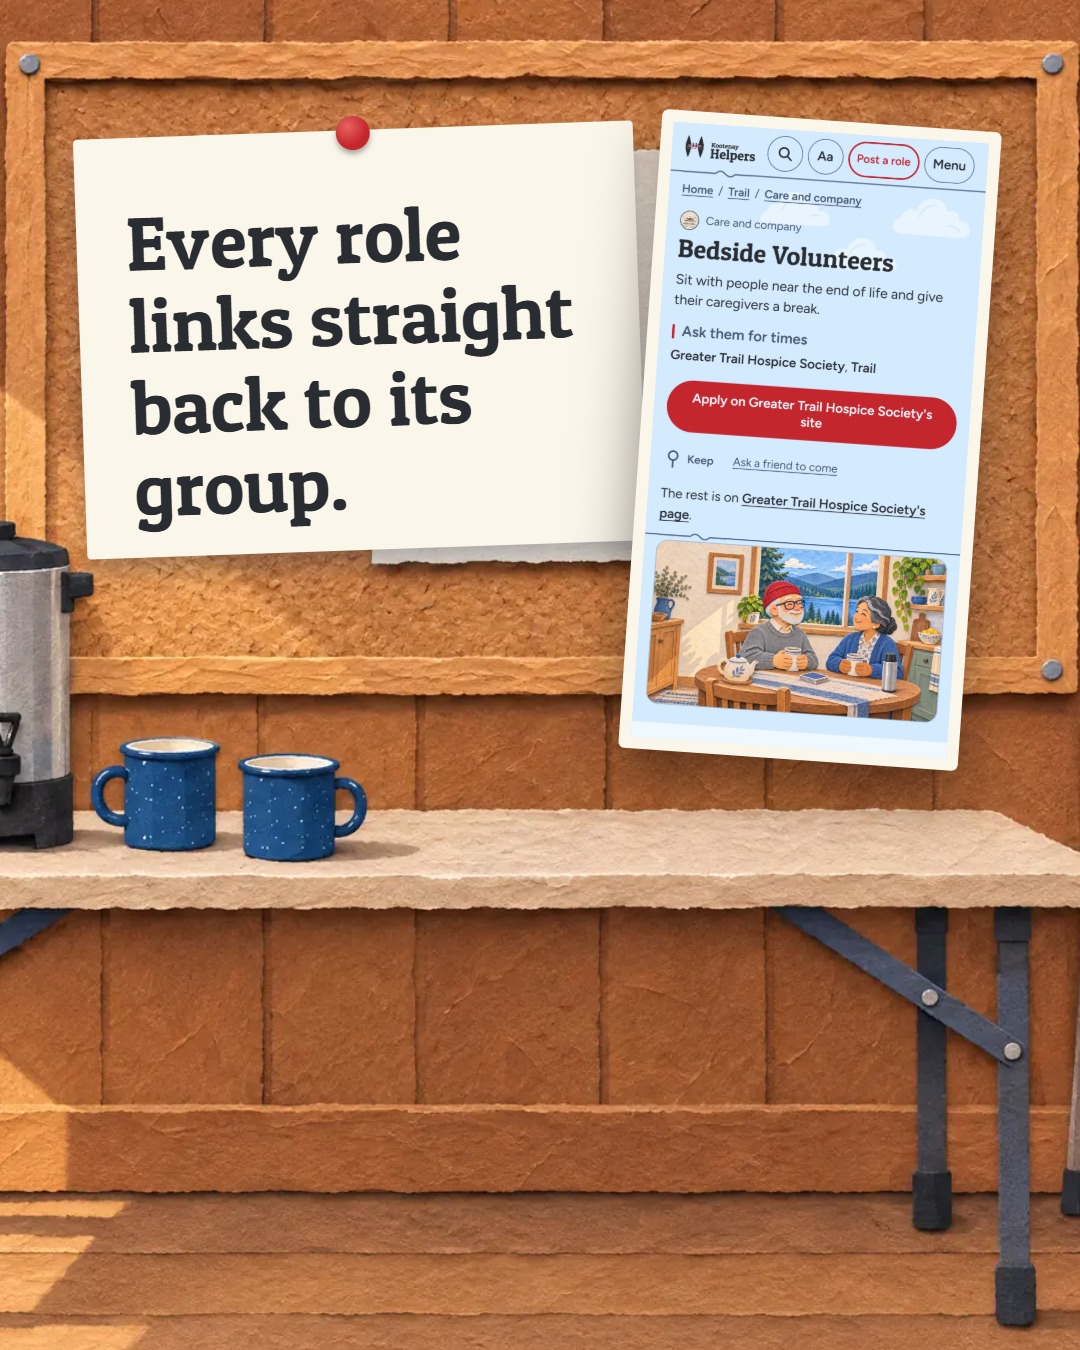 Every role
links straight
back to its
group.
Kootenay
Helpers
Aa
Post a role
Menu
Home / Trail / Care and company
Care and company
Bedside Volunteers
Sit with people near the end of life and give
their caregivers a break.
Ask them for times
Greater Trail Hospice Society, Trail
Apply on Greater Trail Hospice Society's
site
Keep
Ask a friend to come
The rest is on Greater Trail Hospice Society's
page.